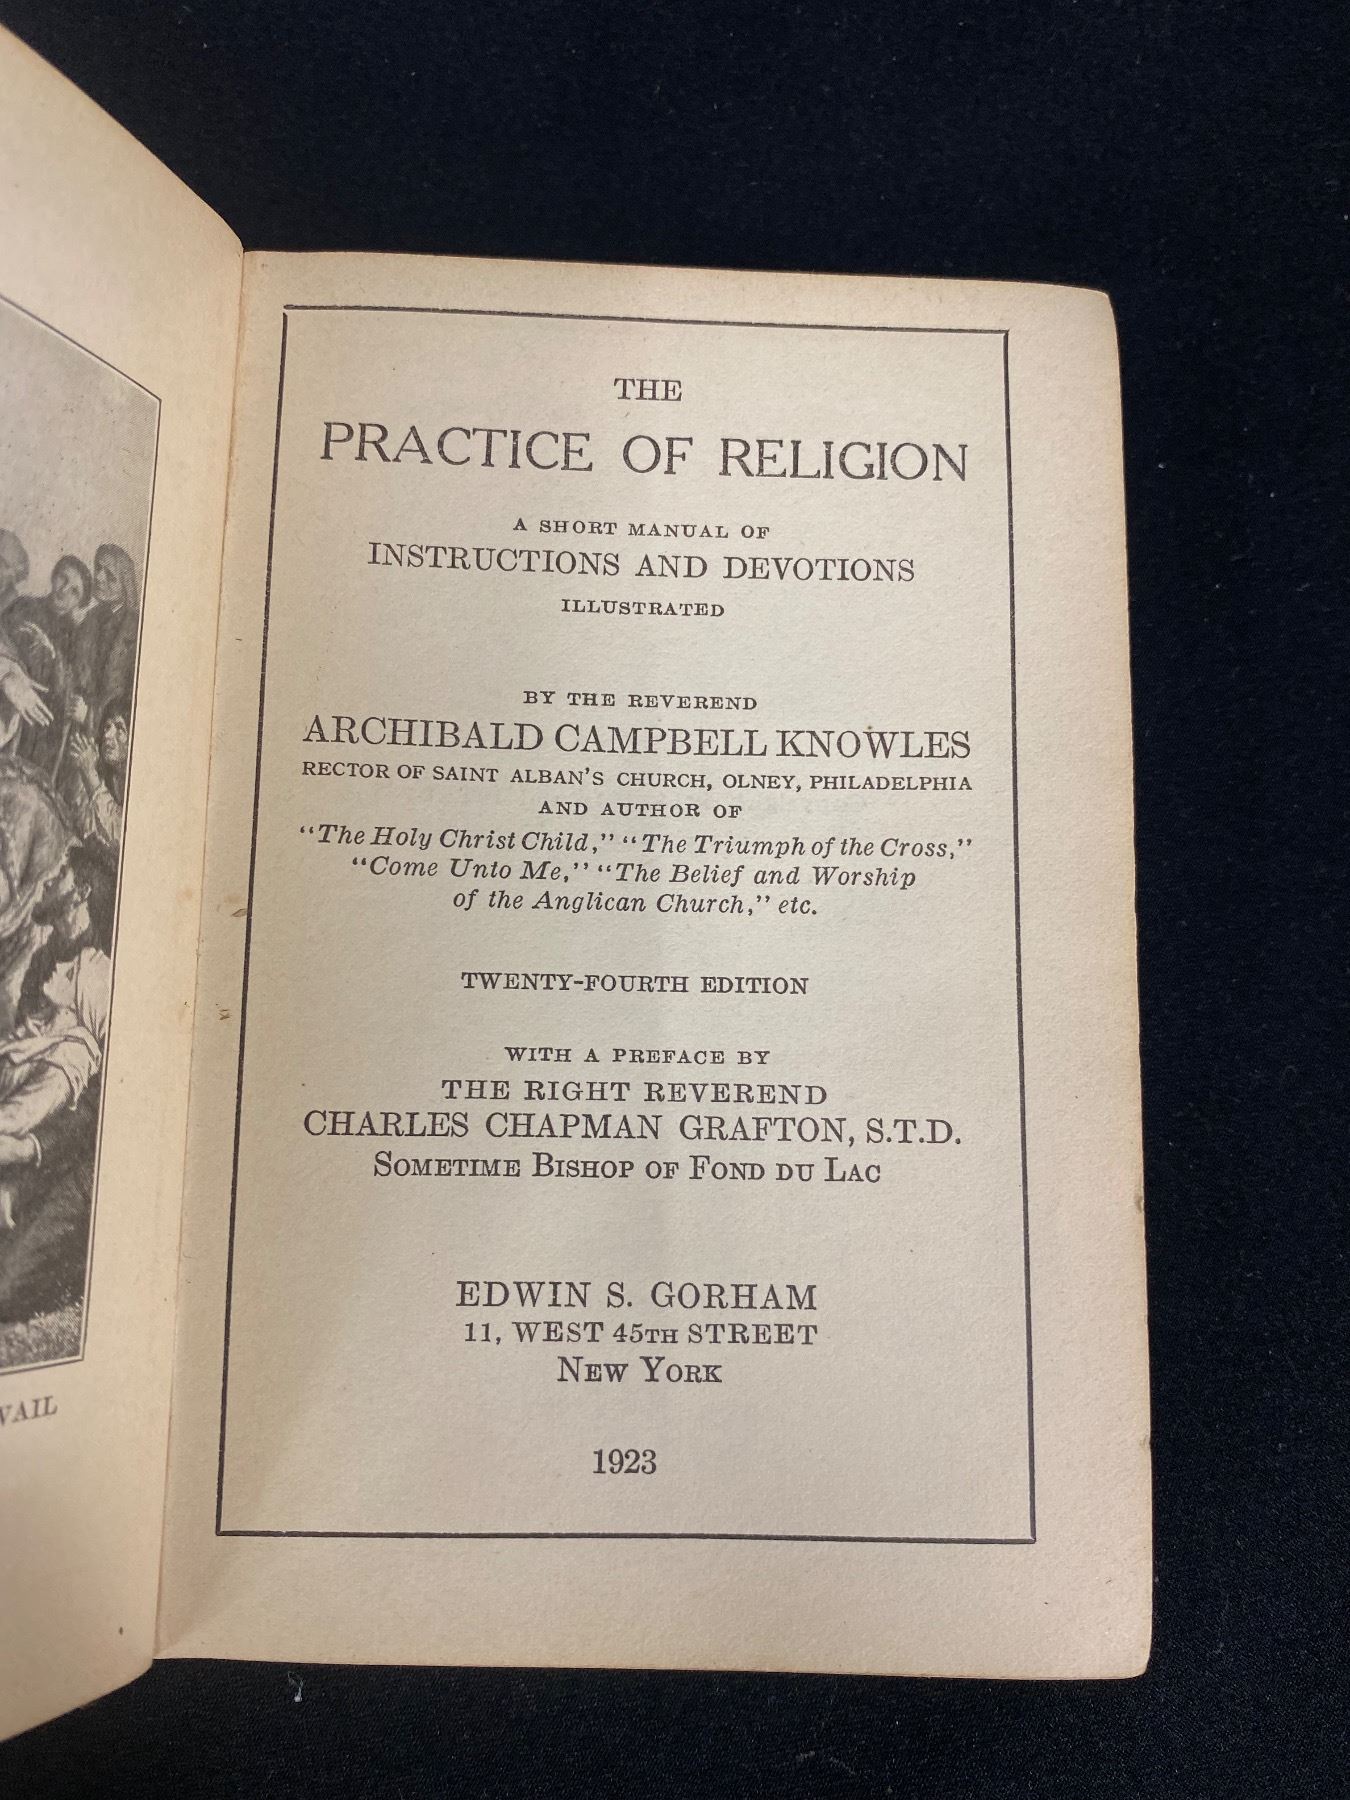 THE
PRACTICE OF RELIGION
A SHORT MANUAL OF
INSTRUCTIONS AND DEVOTIONS
ILLUSTRATED
BY THE REVEREND
ARCHIBALD CAMPBELL KNOWLES
RECTOR OF SAINT ALBAN'S CHURCH, OLNEY, PHILADELPHIA
AND AUTHOR OF
"The Holy Christ Child," "The Triumph of the Cross,"
"Come Unto Me," "The Belief and Worship
of the Anglican Church," etc.
TWENTY-FOURTH EDITION
WITH A PREFACE BY
THE RIGHT REVEREND
CHARLES CHAPMAN GRAFTON, S.T.D.
SOMETIME BISHOP OF FOND DU LAC
EDWIN S. GORHAM
11, WEST 45TH STREET
NEW YORK
1923